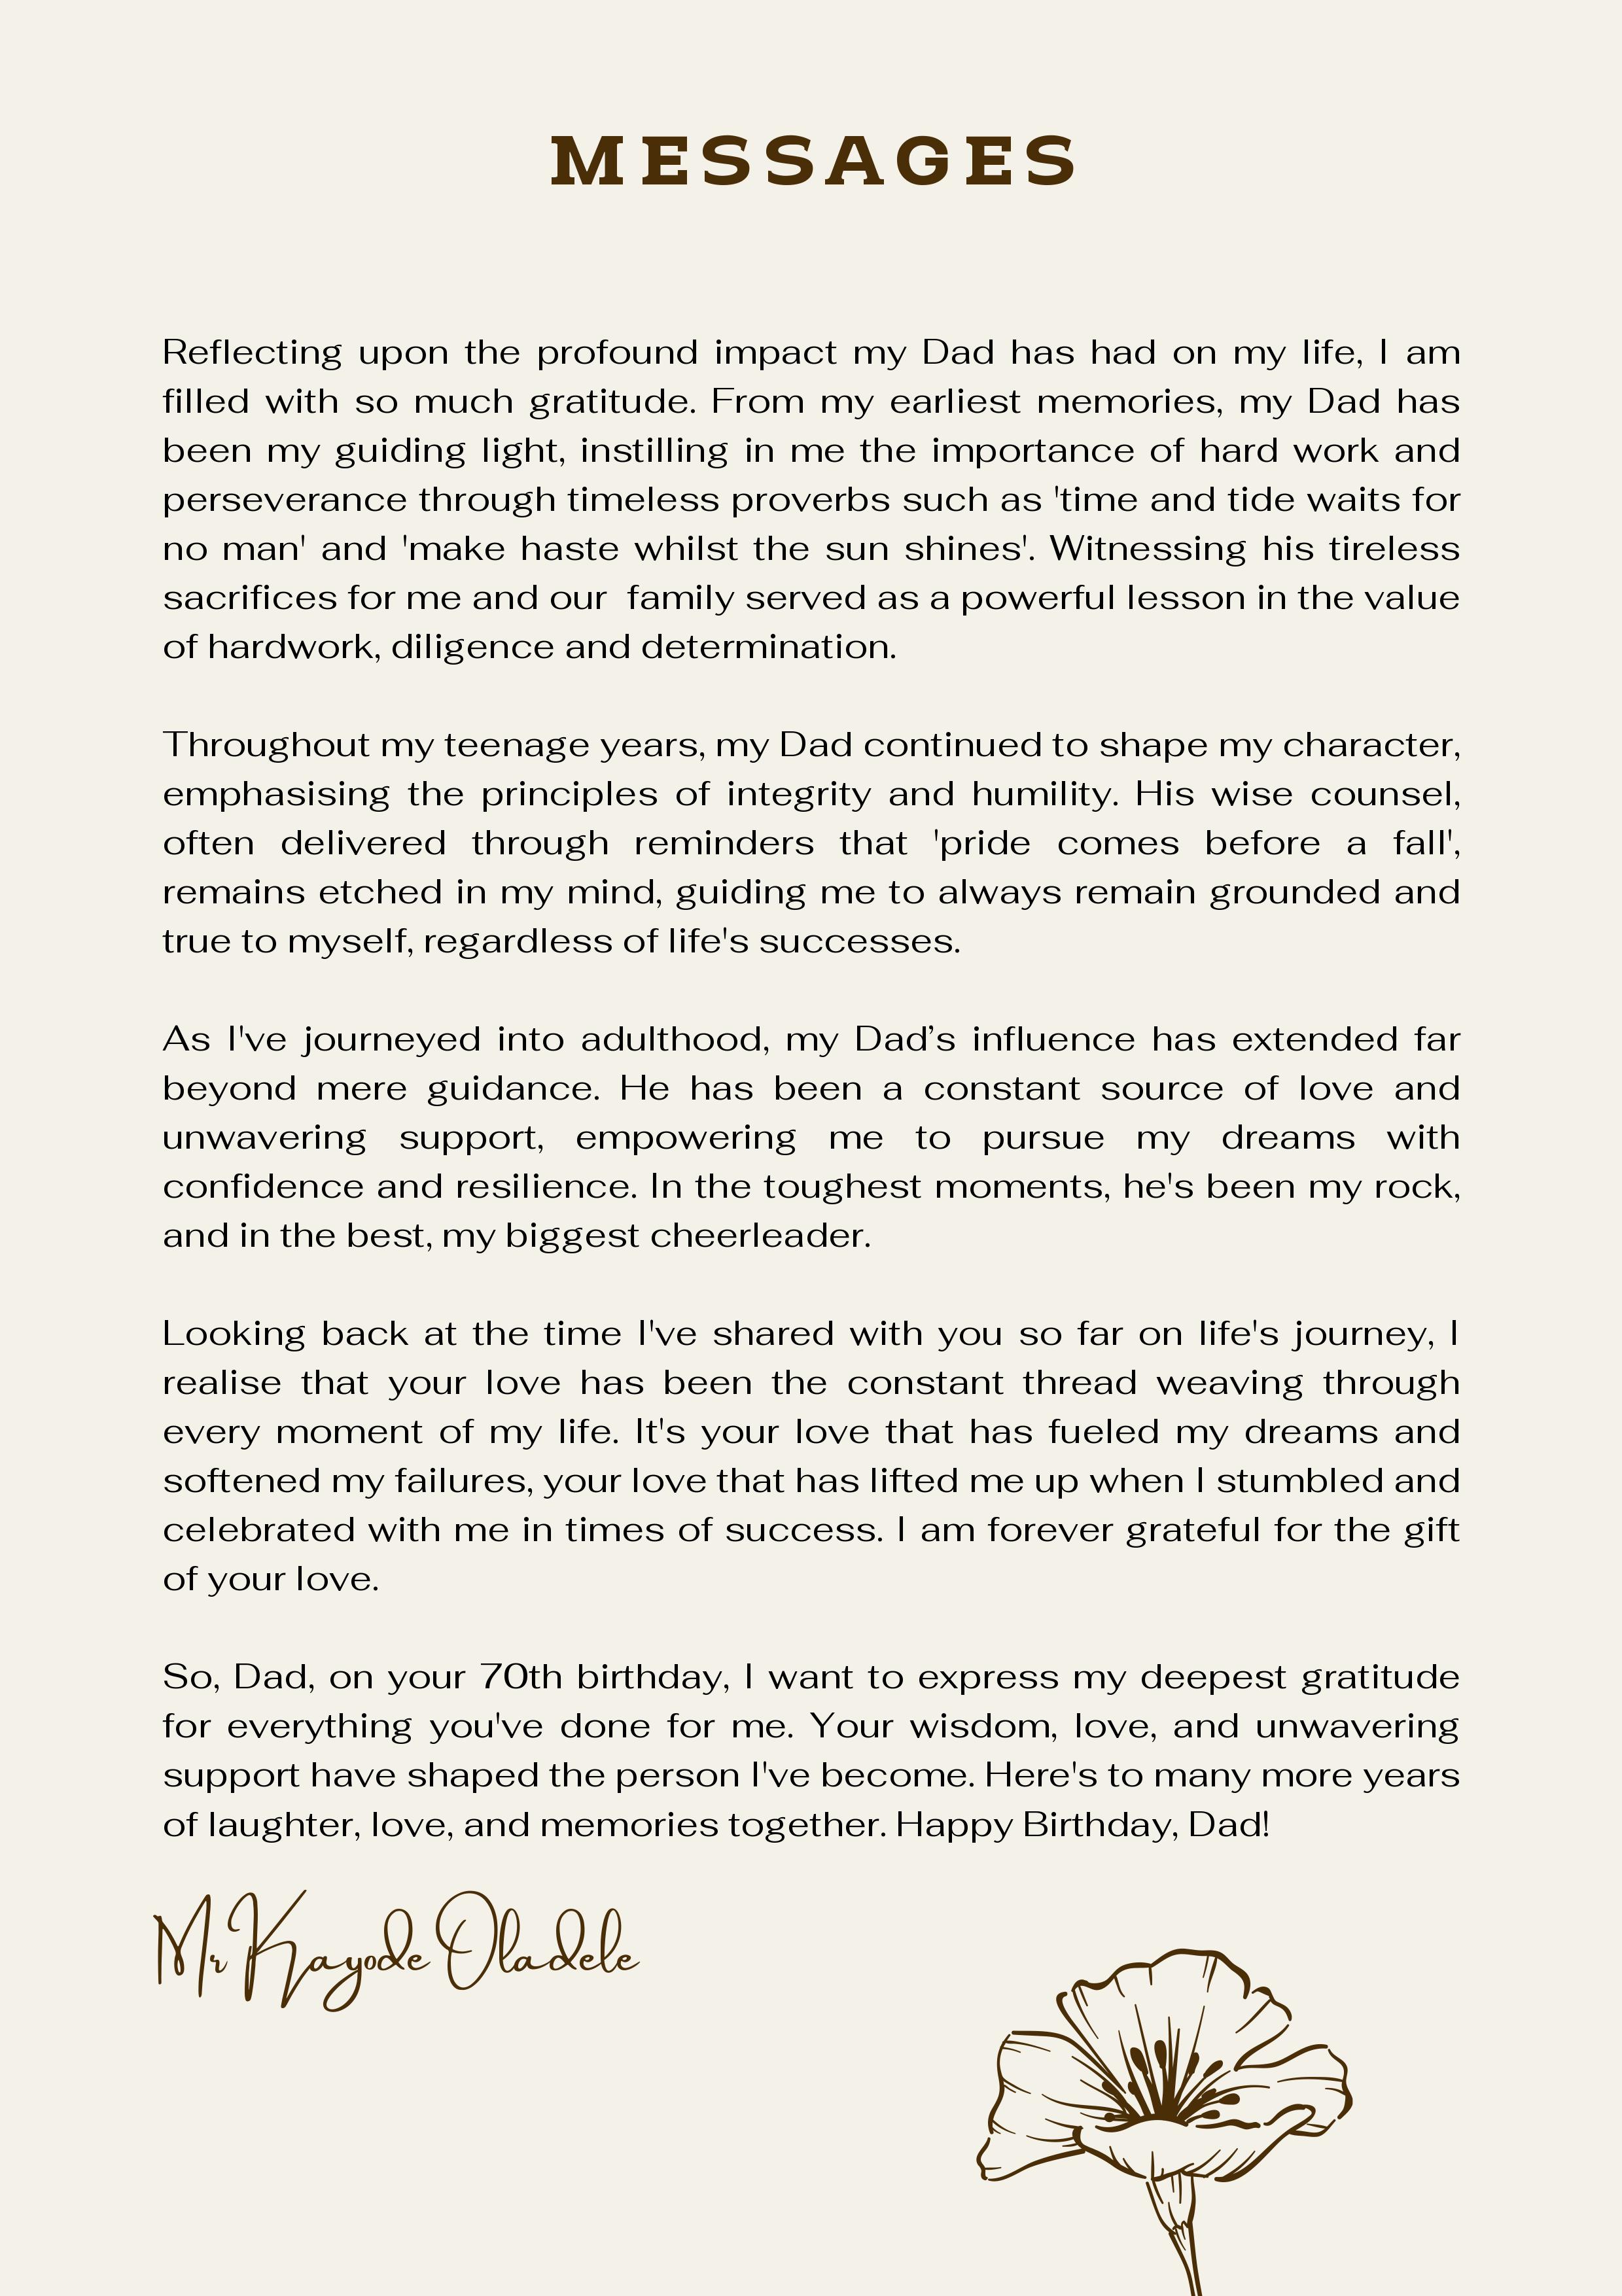 MESSAGES
Reflecting upon the profound impact my Dad has had on my life, I am
filled with so much gratitude. From my earliest memories, my Dad has
been my guiding light, instilling in me the importance of hard work and
perseverance through timeless proverbs such as 'time and tide waits for
no man' and 'make haste whilst the sun shines'. Witnessing his tireless
sacrifices for me and our  family served as a powerful lesson in the value
of hardwork, diligence and determination.
Throughout my teenage years, my Dad continued to shape my character,
emphasising the principles of integrity and humility. His wise counsel,
often delivered through reminders that 'pride comes before a fall',
remains etched in my mind, guiding me to always remain grounded and
true to myself, regardless of life's successes.
As I've journeyed into adulthood, my Dad’s influence has extended far
beyond mere guidance. He has been a constant source of love and
unwavering support, empowering me to pursue my dreams with
confidence and resilience. In the toughest moments, he's been my rock,
and in the best, my biggest cheerleader.
Looking back at the time I've shared with you so far on life's journey, I
realise that your love has been the constant thread weaving through
every moment of my life. It's your love that has fueled my dreams and
softened my failures, your love that has lifted me up when I stumbled and
celebrated with me in times of success. I am forever grateful for the gift
of your love.
So, Dad, on your 70th birthday, I want to express my deepest gratitude
for everything you've done for me. Your wisdom, love, and unwavering
support have shaped the person I've become. Here's to many more years
of laughter, love, and memories together. Happy Birthday, Dad!
Mr Kayode Oladele